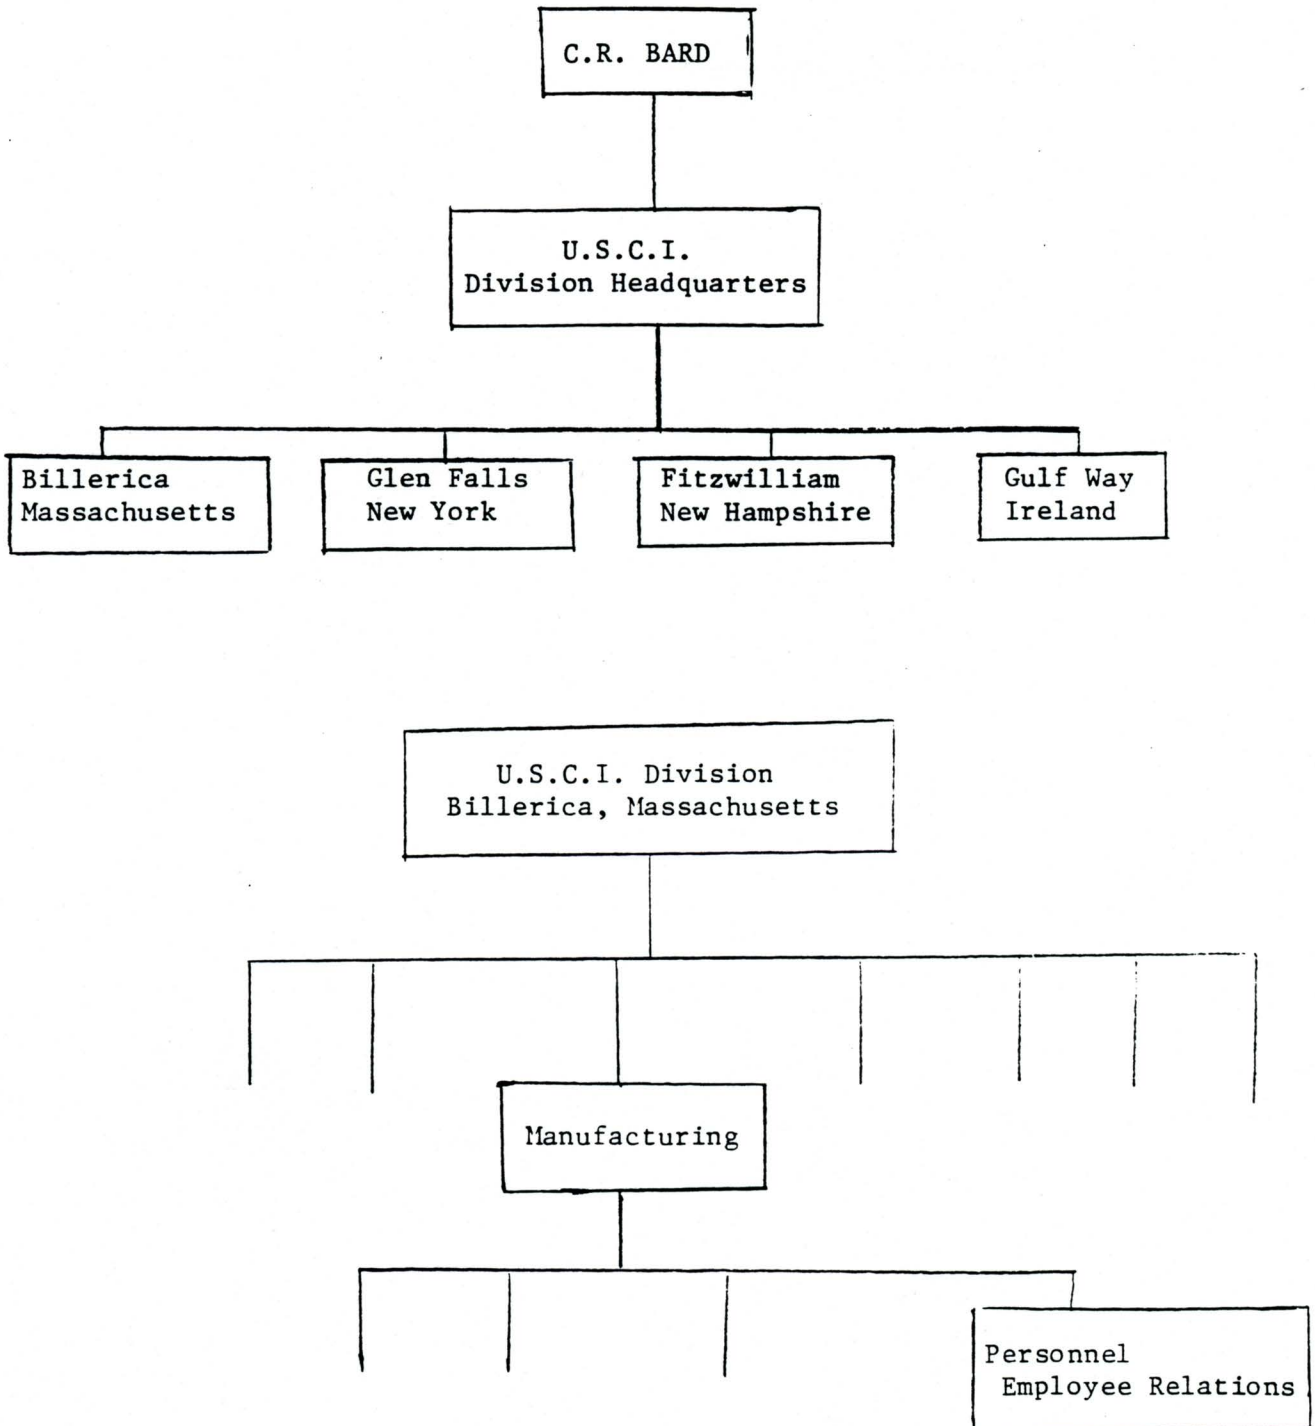 C.R. BARD
U.S.C.I.
Division Headquarters
Billerica
Massachusetts
Glen Falls
New York
Fitzwilliam
New Hampshire
Gulf Way
Ireland
U.S.C.I. Division
Billerica, Massachusetts
Manufacturing
Personnel
Employee Relations